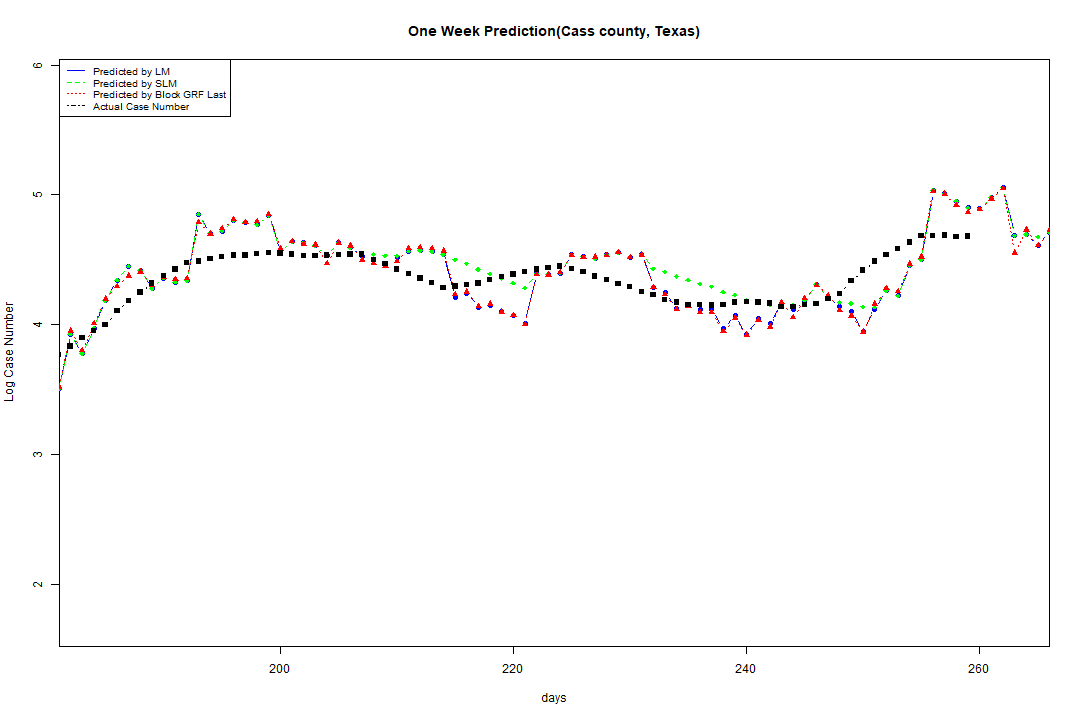 One Week Prediction(Cass county, Texas)
6
Predicted by LM
Predicted by SLM
Predicted by Block GRF Last
Actual Case Number
5
4
3
2
Log Case Number
200
220
240
260
days